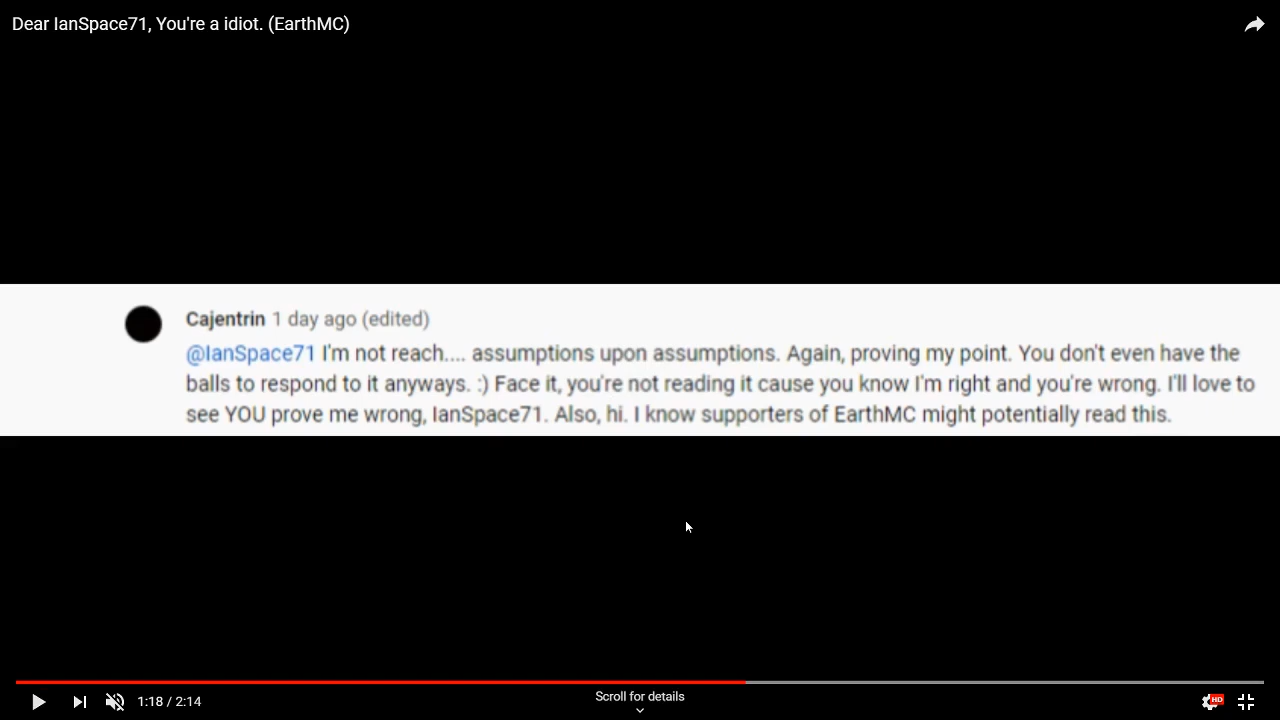 Dear IanSpace71, You're a idiot. (EarthMC)
Cajentrin 1 day ago (edited)
@IanSpace71 I'm not reach.... assumptions upon assumptions. Again, proving my point. You don't even have the
balls to respond to it anyways. :) Face it, you're not reading it cause you know I'm right and you're wrong. I'll love to
see YOU prove me wrong, IanSpace71. Also, hi. I know supporters of EarthMC might potentially read this.
1:18 / 2:14
Scroll for details
HD